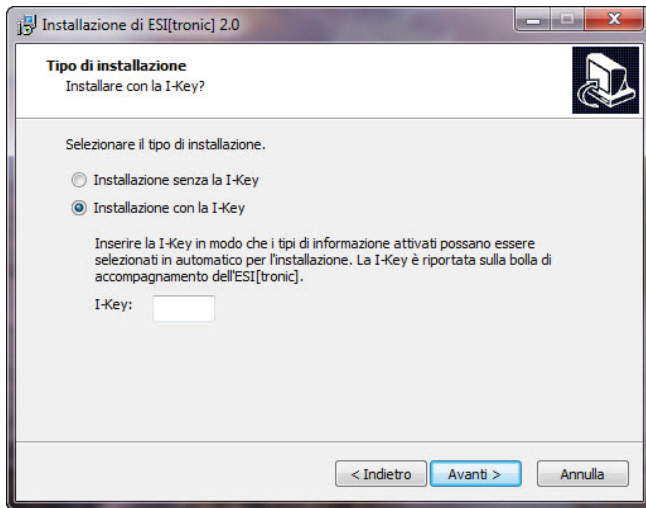 Installazione di ESI[tronic] 2.0
Tipo di installazione
Installare con la I-Key?
Selezionare il tipo di installazione.
Installazione senza la I-Key
Installazione con la I-Key
Inserire la I-Key in modo che i tipi di informazione attivati possano essere
selezionati in automatico per l'installazione. La I-Key è riportata sulla bolla di
accompagnamento dell'ESI[tronic].
I-Key:
< Indietro
Avanti >
Annulla